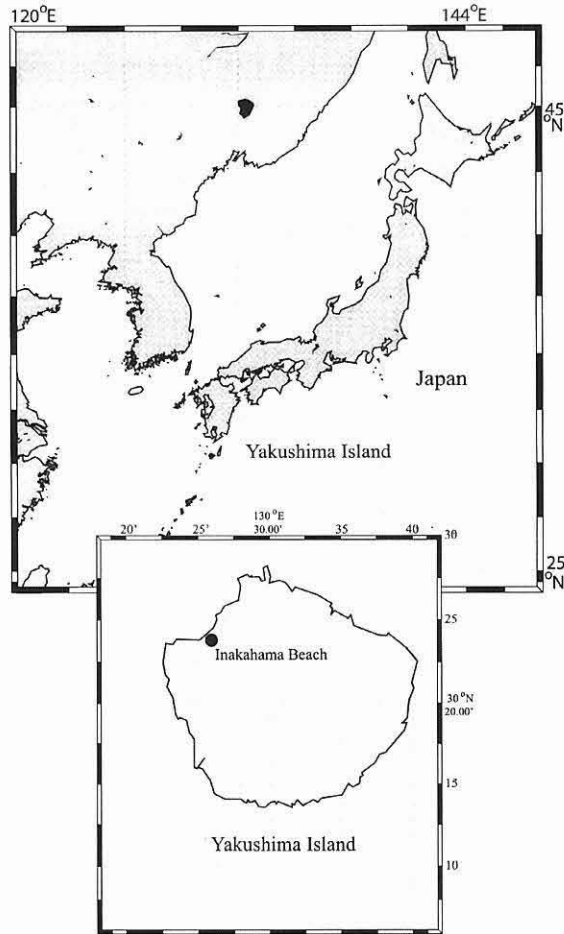 120°E
144°E
45
°N
Japan
Yakushima Island
25
°N
20'
25'
130 °E
30.00'
35
40
30
25
Inakahama Beach
30 °N
20.00'
15
10
Yakushima Island